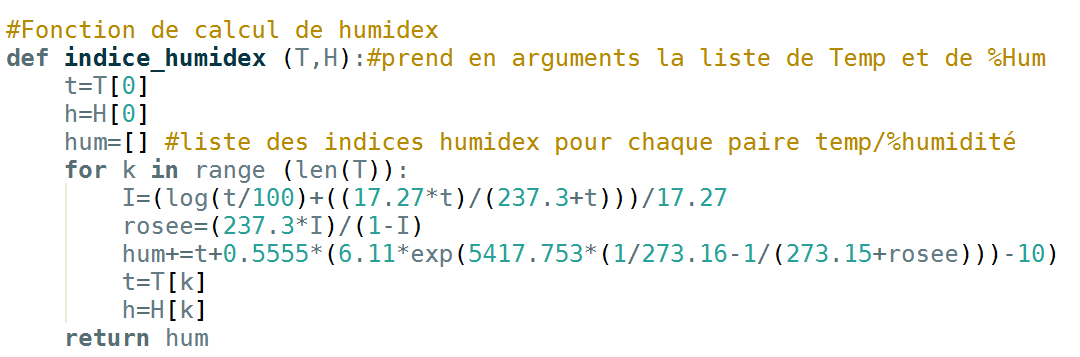 #Fonction de calcul de humidex
def indice_humidex (T,H):#prend en arguments la liste de Temp et de %Hum
    t=T[0]
    h=H[0]
    hum=[] #liste des indices humidex pour chaque paire temp/%humidité
    for k in range (len(T)):
        I=(log(t/100)+((17.27*t)/(237.3+t)))/17.27
        rosee=(237.3*I)/(1-I)
        hum+=t+0.5555*(6.11*exp(5417.753*(1/273.16-1/(273.15+rosee)))-10)
        t=T[k]
        h=H[k]
    return hum